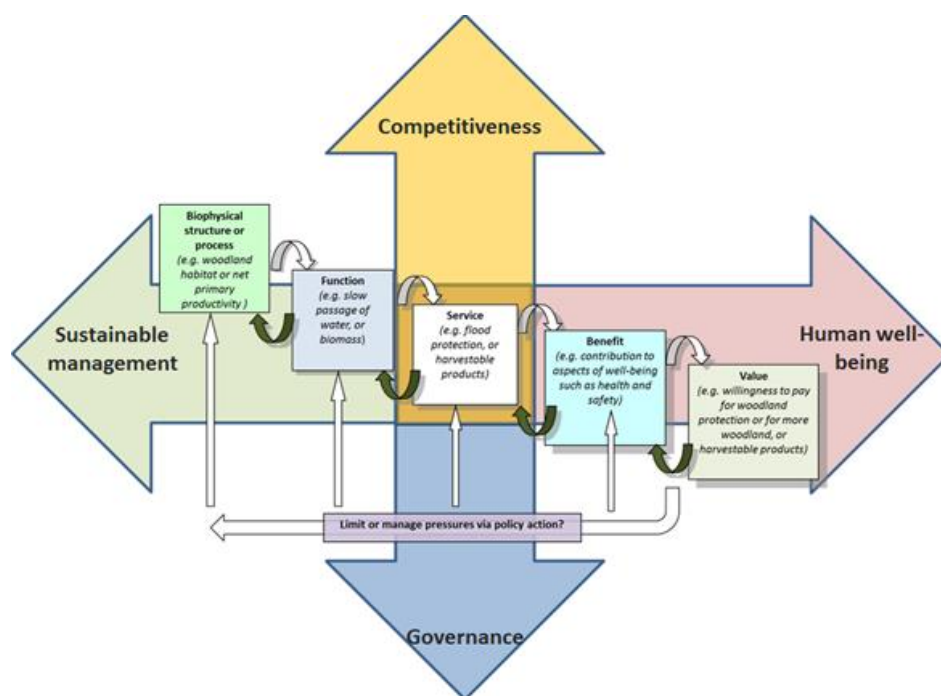 Competitiveness
Biophysical
structure or
process
(e.g. woodland
habitat or net
primary
productivity )
Function
(e.g. slow
passage of
water, or
biomass)
Service
(e.g. flood
protection, or
harvestable
products)
Benefit
(e.g. contribution to
aspects of well-being
such as health and
safety)
Value
(e.g. willingness to pay
for woodland
protection or for more
woodland, or
harvestable products)
Sustainable
management
Human well-
being
Limit or manage pressures via policy action?
Governance